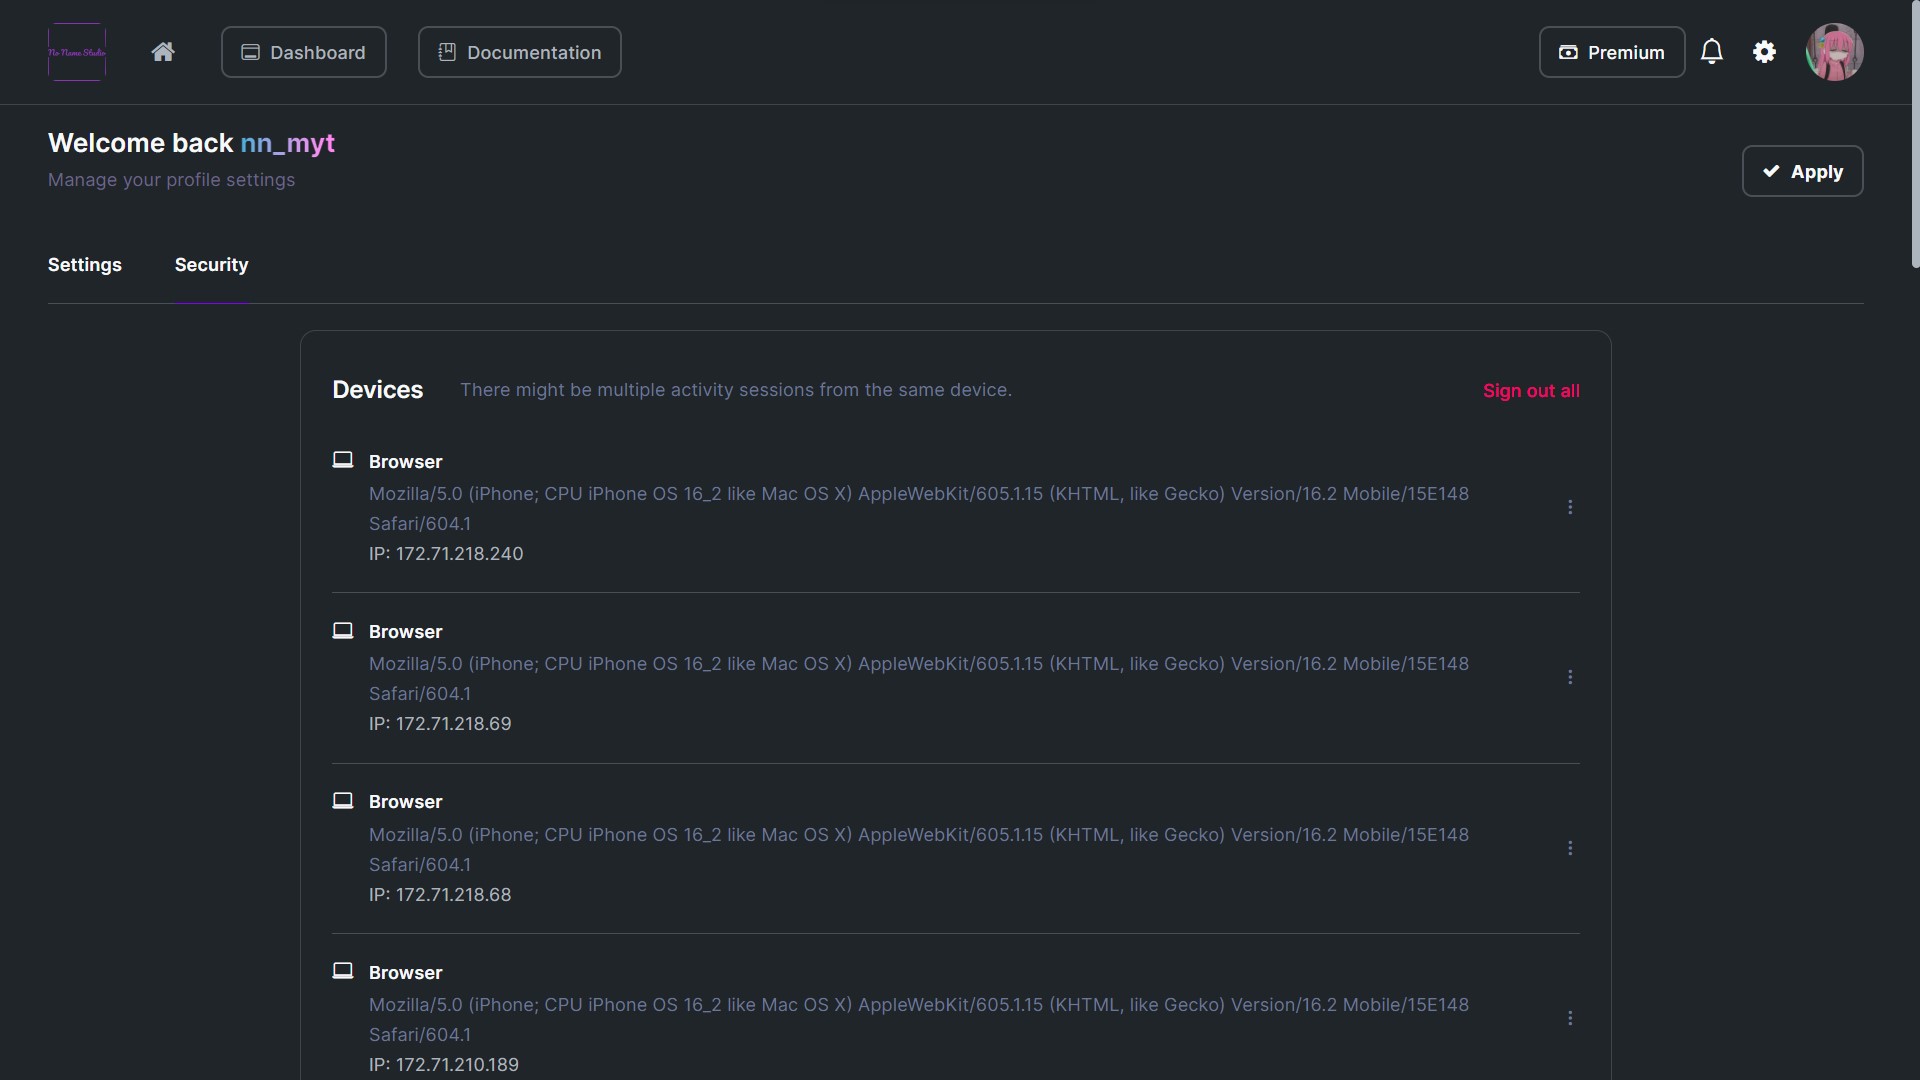 No Name Studio
Dashboard
Documentation
Premium
Welcome back nn_myt
Manage your profile settings
Apply
Settings
Security
Devices
There might be multiple activity sessions from the same device.
Sign out all
Browser
Mozilla/5.0 (iPhone; CPU iPhone OS 16_2 like Mac OS X) AppleWebKit/605.1.15 (KHTML, like Gecko) Version/16.2 Mobile/15E148
Safari/604.1
IP: 172.71.218.240
Browser
Mozilla/5.0 (iPhone; CPU iPhone OS 16_2 like Mac OS X) AppleWebKit/605.1.15 (KHTML, like Gecko) Version/16.2 Mobile/15E148
Safari/604.1
IP: 172.71.218.69
Browser
Mozilla/5.0 (iPhone; CPU iPhone OS 16_2 like Mac OS X) AppleWebKit/605.1.15 (KHTML, like Gecko) Version/16.2 Mobile/15E148
Safari/604.1
IP: 172.71.218.68
Browser
Mozilla/5.0 (iPhone; CPU iPhone OS 16_2 like Mac OS X) AppleWebKit/605.1.15 (KHTML, like Gecko) Version/16.2 Mobile/15E148
Safari/604.1
IP: 172.71.210.189